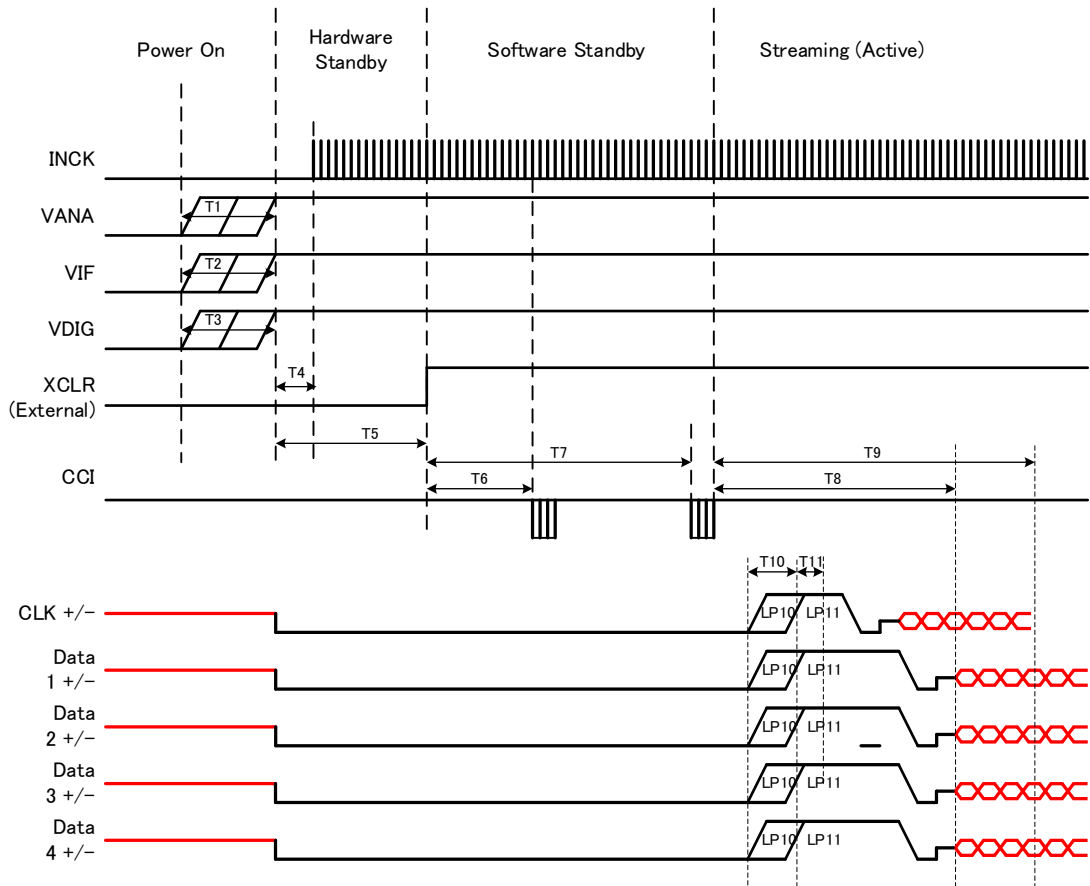 Power On
Hardware
Standby
Software Standby
Streaming (Active)
INCK
VANA
T1
VIF
T2
VDIG
T3
XCLR
(External)
T4
T5
T7
T9
CCI
T6
T8
T10
T11
CLK +/-
LP10
LP11
Data
1 +/-
LP10
LP11
Data
2 +/-
LP10
LP11
Data
3 +/-
LP10
LP11
Data
4 +/-
LP10
LP11